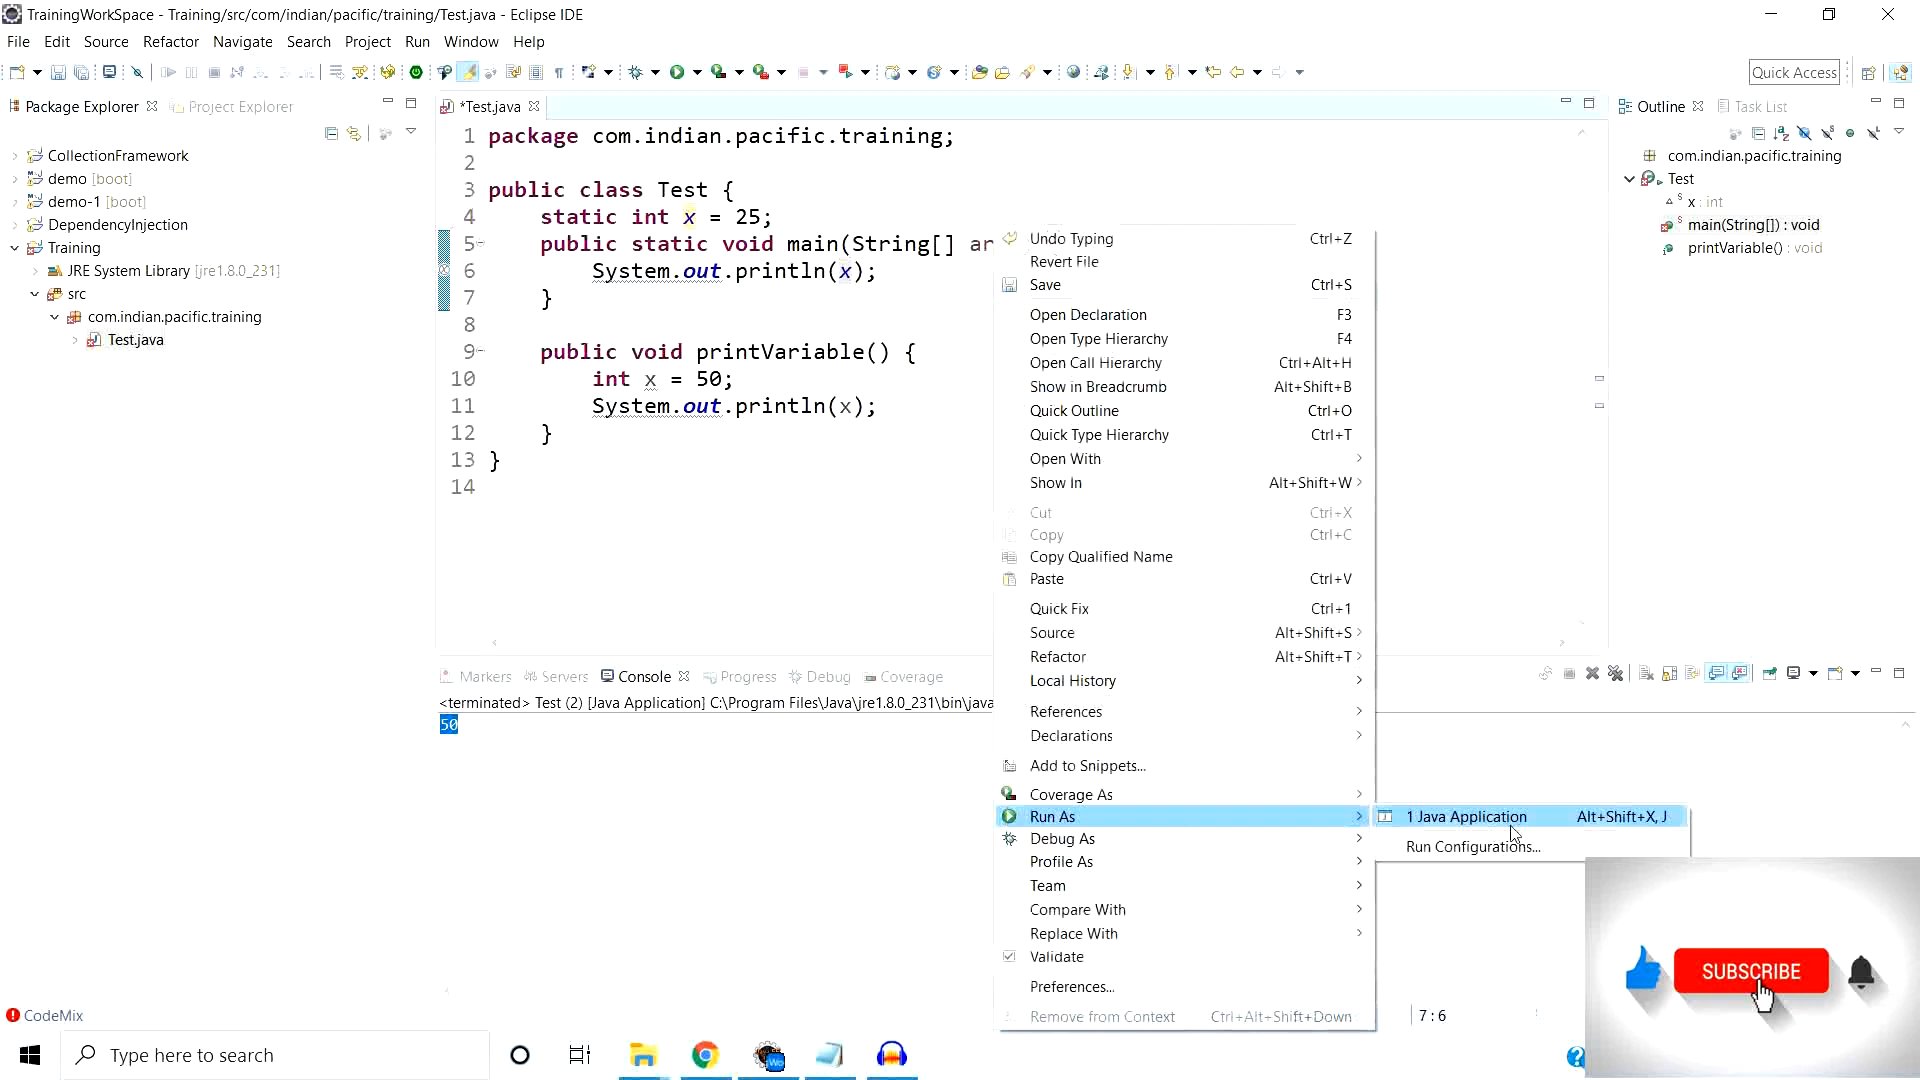 TrainingWorkSpace - Training/src/com/indian/pacific/training/Test.java - Eclipse IDE
File Edit Source Refactor Navigate Search Project Run Window Help
Quick Access
Package Explorer Project Explorer
CollectionFramework
demo [boot]
demo-1 [boot]
DependencyInjection
Training
JRE System Library [jre1.8.0_231]
src
com.indian.pacific.training
Test.java
*Test.java
1 package com.indian.pacific.training;
2
3 public class Test {
4 static int x = 25;
5 public static void main(String[] ar
6 System.out.println(x);
7 }
8
9 public void printVariable() {
10 int x = 50;
11 System.out.println(x);
12 }
13 }
14
Undo Typing Ctrl+Z
Revert File
Save Ctrl+S
Open Declaration F3
Open Type Hierarchy F4
Open Call Hierarchy Ctrl+Alt+H
Show in Breadcrumb Alt+Shift+B
Quick Outline Ctrl+O
Quick Type Hierarchy Ctrl+T
Open With
Show In Alt+Shift+W
Cut Ctrl+X
Copy Ctrl+C
Copy Qualified Name
Paste Ctrl+V
Quick Fix Ctrl+1
Source Alt+Shift+S
Refactor Alt+Shift+T
Local History
References
Declarations
Add to Snippets...
Coverage As
Run As
Debug As
Profile As
Team
Compare With
Replace With
Validate
Preferences...
Remove from Context Ctrl+Alt+Shift+Down
1 Java Application Alt+Shift+X, J
Run Configurations...
Outline Task List
com.indian.pacific.training
Test
x : int
main(String[]) : void
printVariable() : void
Markers Servers Console Progress Debug Coverage
<terminated> Test (2) [Java Application] C:\Program Files\Java\jre1.8.0_231\bin\java
50
CodeMix
7 : 6
SUBSCRIBE
Type here to search